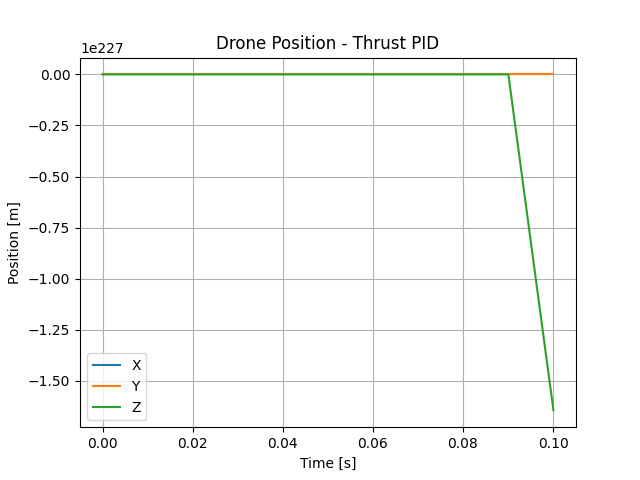 Drone Position - Thrust PID
1e227
0.00
−0.25
−0.50
−0.75
−1.00
−1.25
−1.50
Position [m]
X
Y
Z
0.00 0.02 0.04 0.06 0.08 0.10
Time [s]